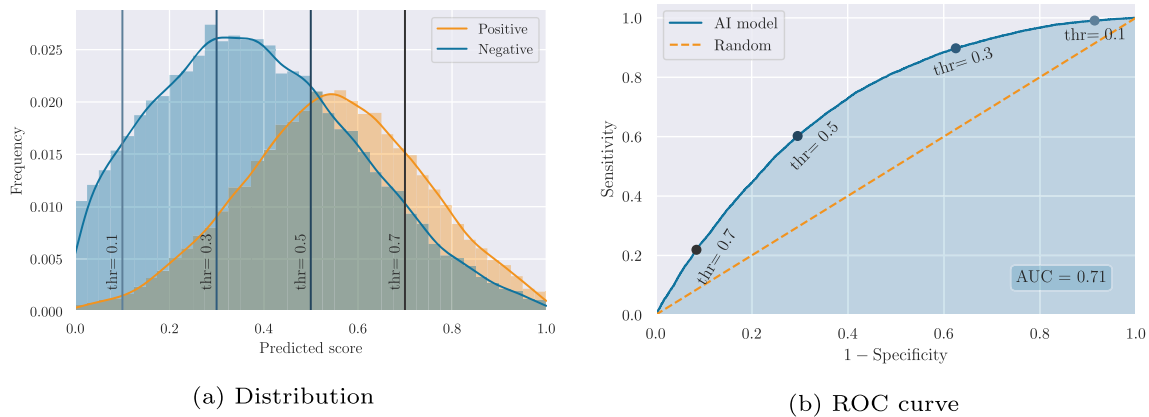 Positive
Negative
0.025
0.020
0.015
0.010
0.005
0.000
Frequency
thr= 0.1
thr= 0.3
thr= 0.5
thr= 0.7
0.0 0.2 0.4 0.6 0.8 1.0
Predicted score
(a) Distribution
AI model
Random
1.0
0.8
0.6
0.4
0.2
0.0
Sensitivity
thr= 0.1
thr= 0.3
thr= 0.5
thr= 0.7
AUC = 0.71
0.0 0.2 0.4 0.6 0.8 1.0
1 − Specificity
(b) ROC curve